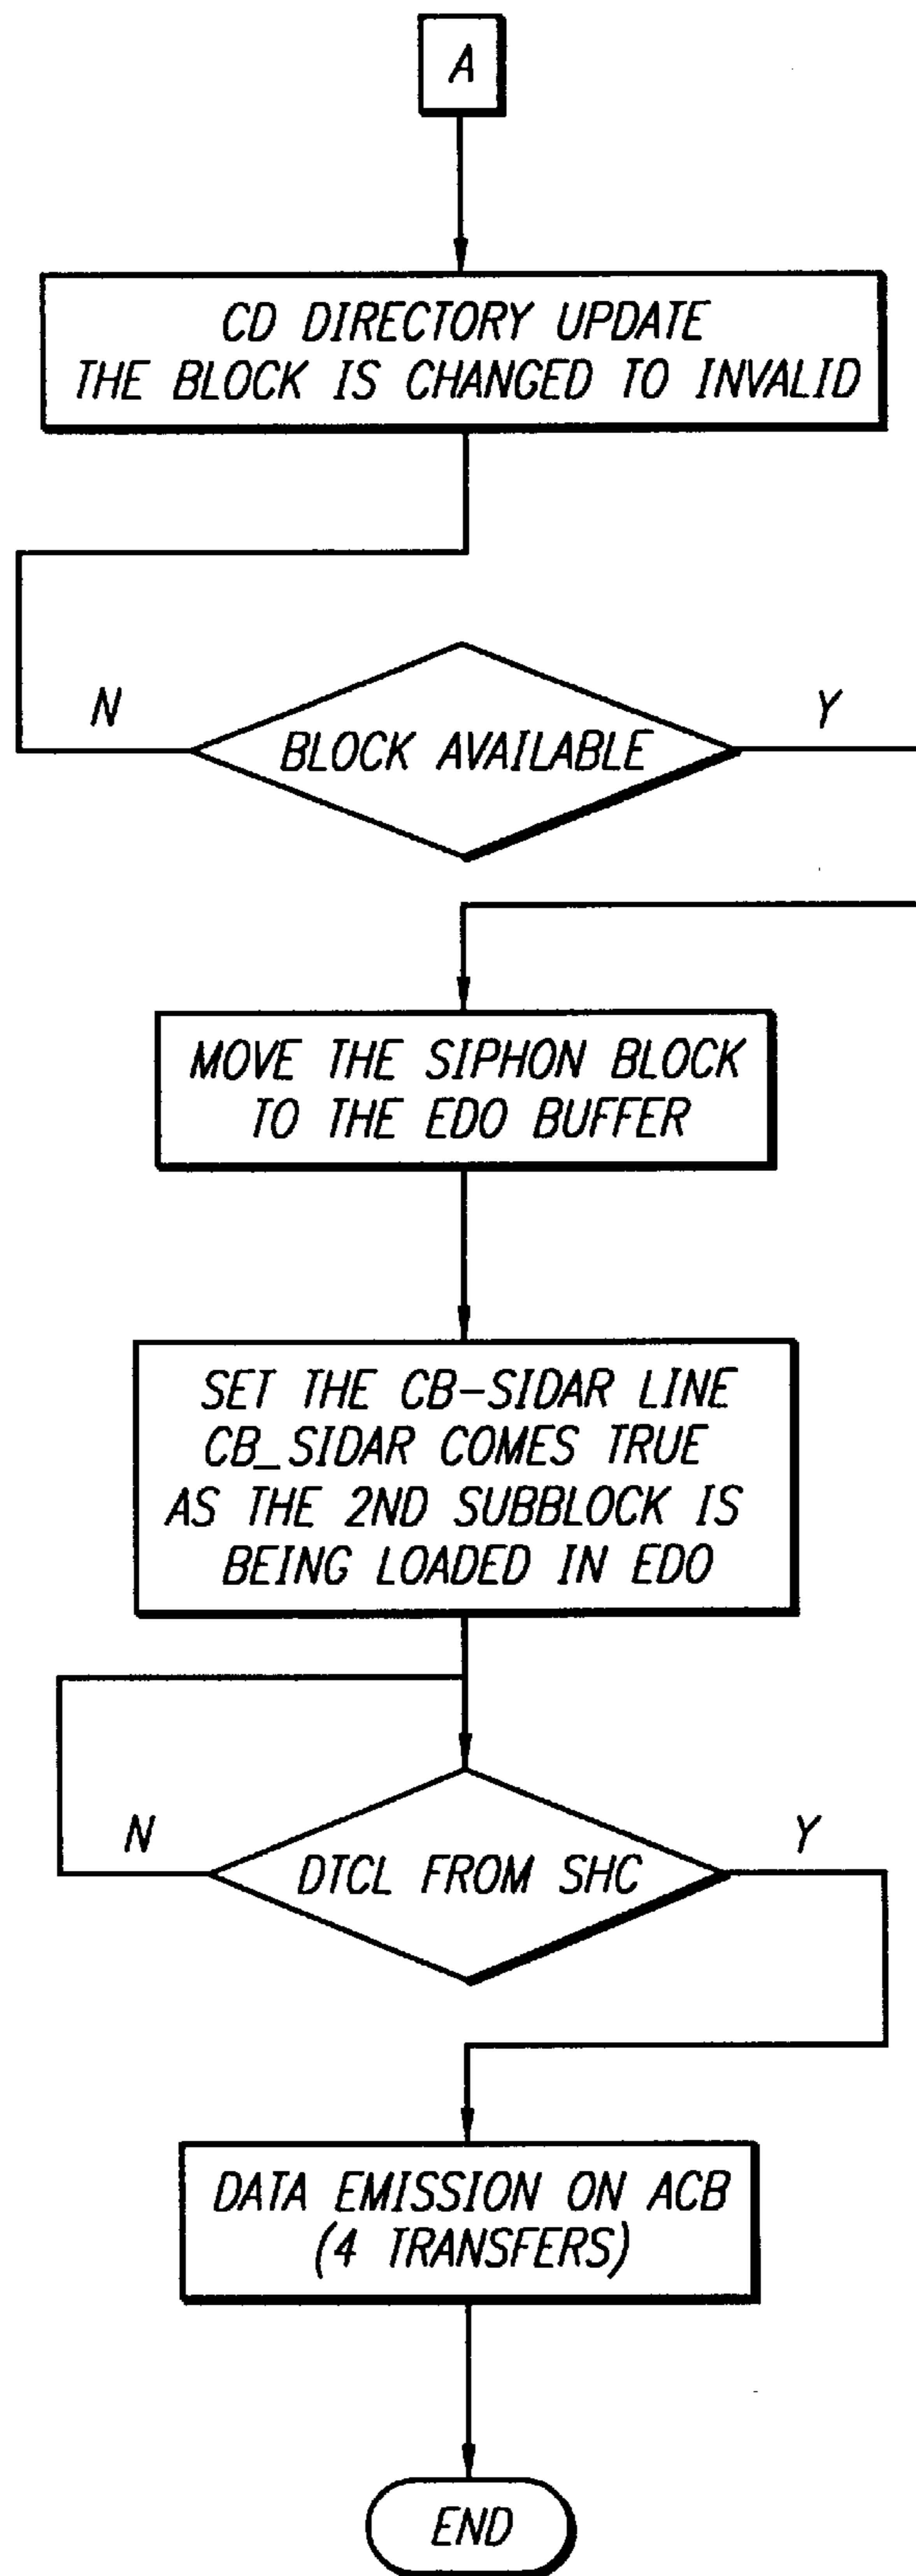 A
CD DIRECTORY UPDATE
THE BLOCK IS CHANGED TO INVALID
N
Y
BLOCK AVAILABLE
MOVE THE SIPHON BLOCK
TO THE EDO BUFFER
SET THE CB-SIDAR LINE
CB_SIDAR COMES TRUE
AS THE 2ND SUBBLOCK IS
BEING LOADED IN EDO
N
Y
DTCL FROM SHC
DATA EMISSION ON ACB
(4 TRANSFERS)
END